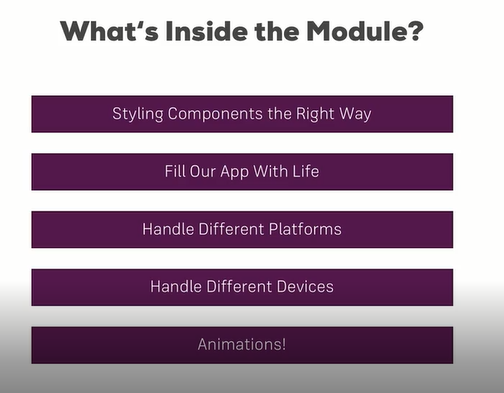 What‘s Inside the Module?
Styling Components the Right Way
Fill Our App With Life
Handle Different Platforms
Handle Different Devices
Animations!